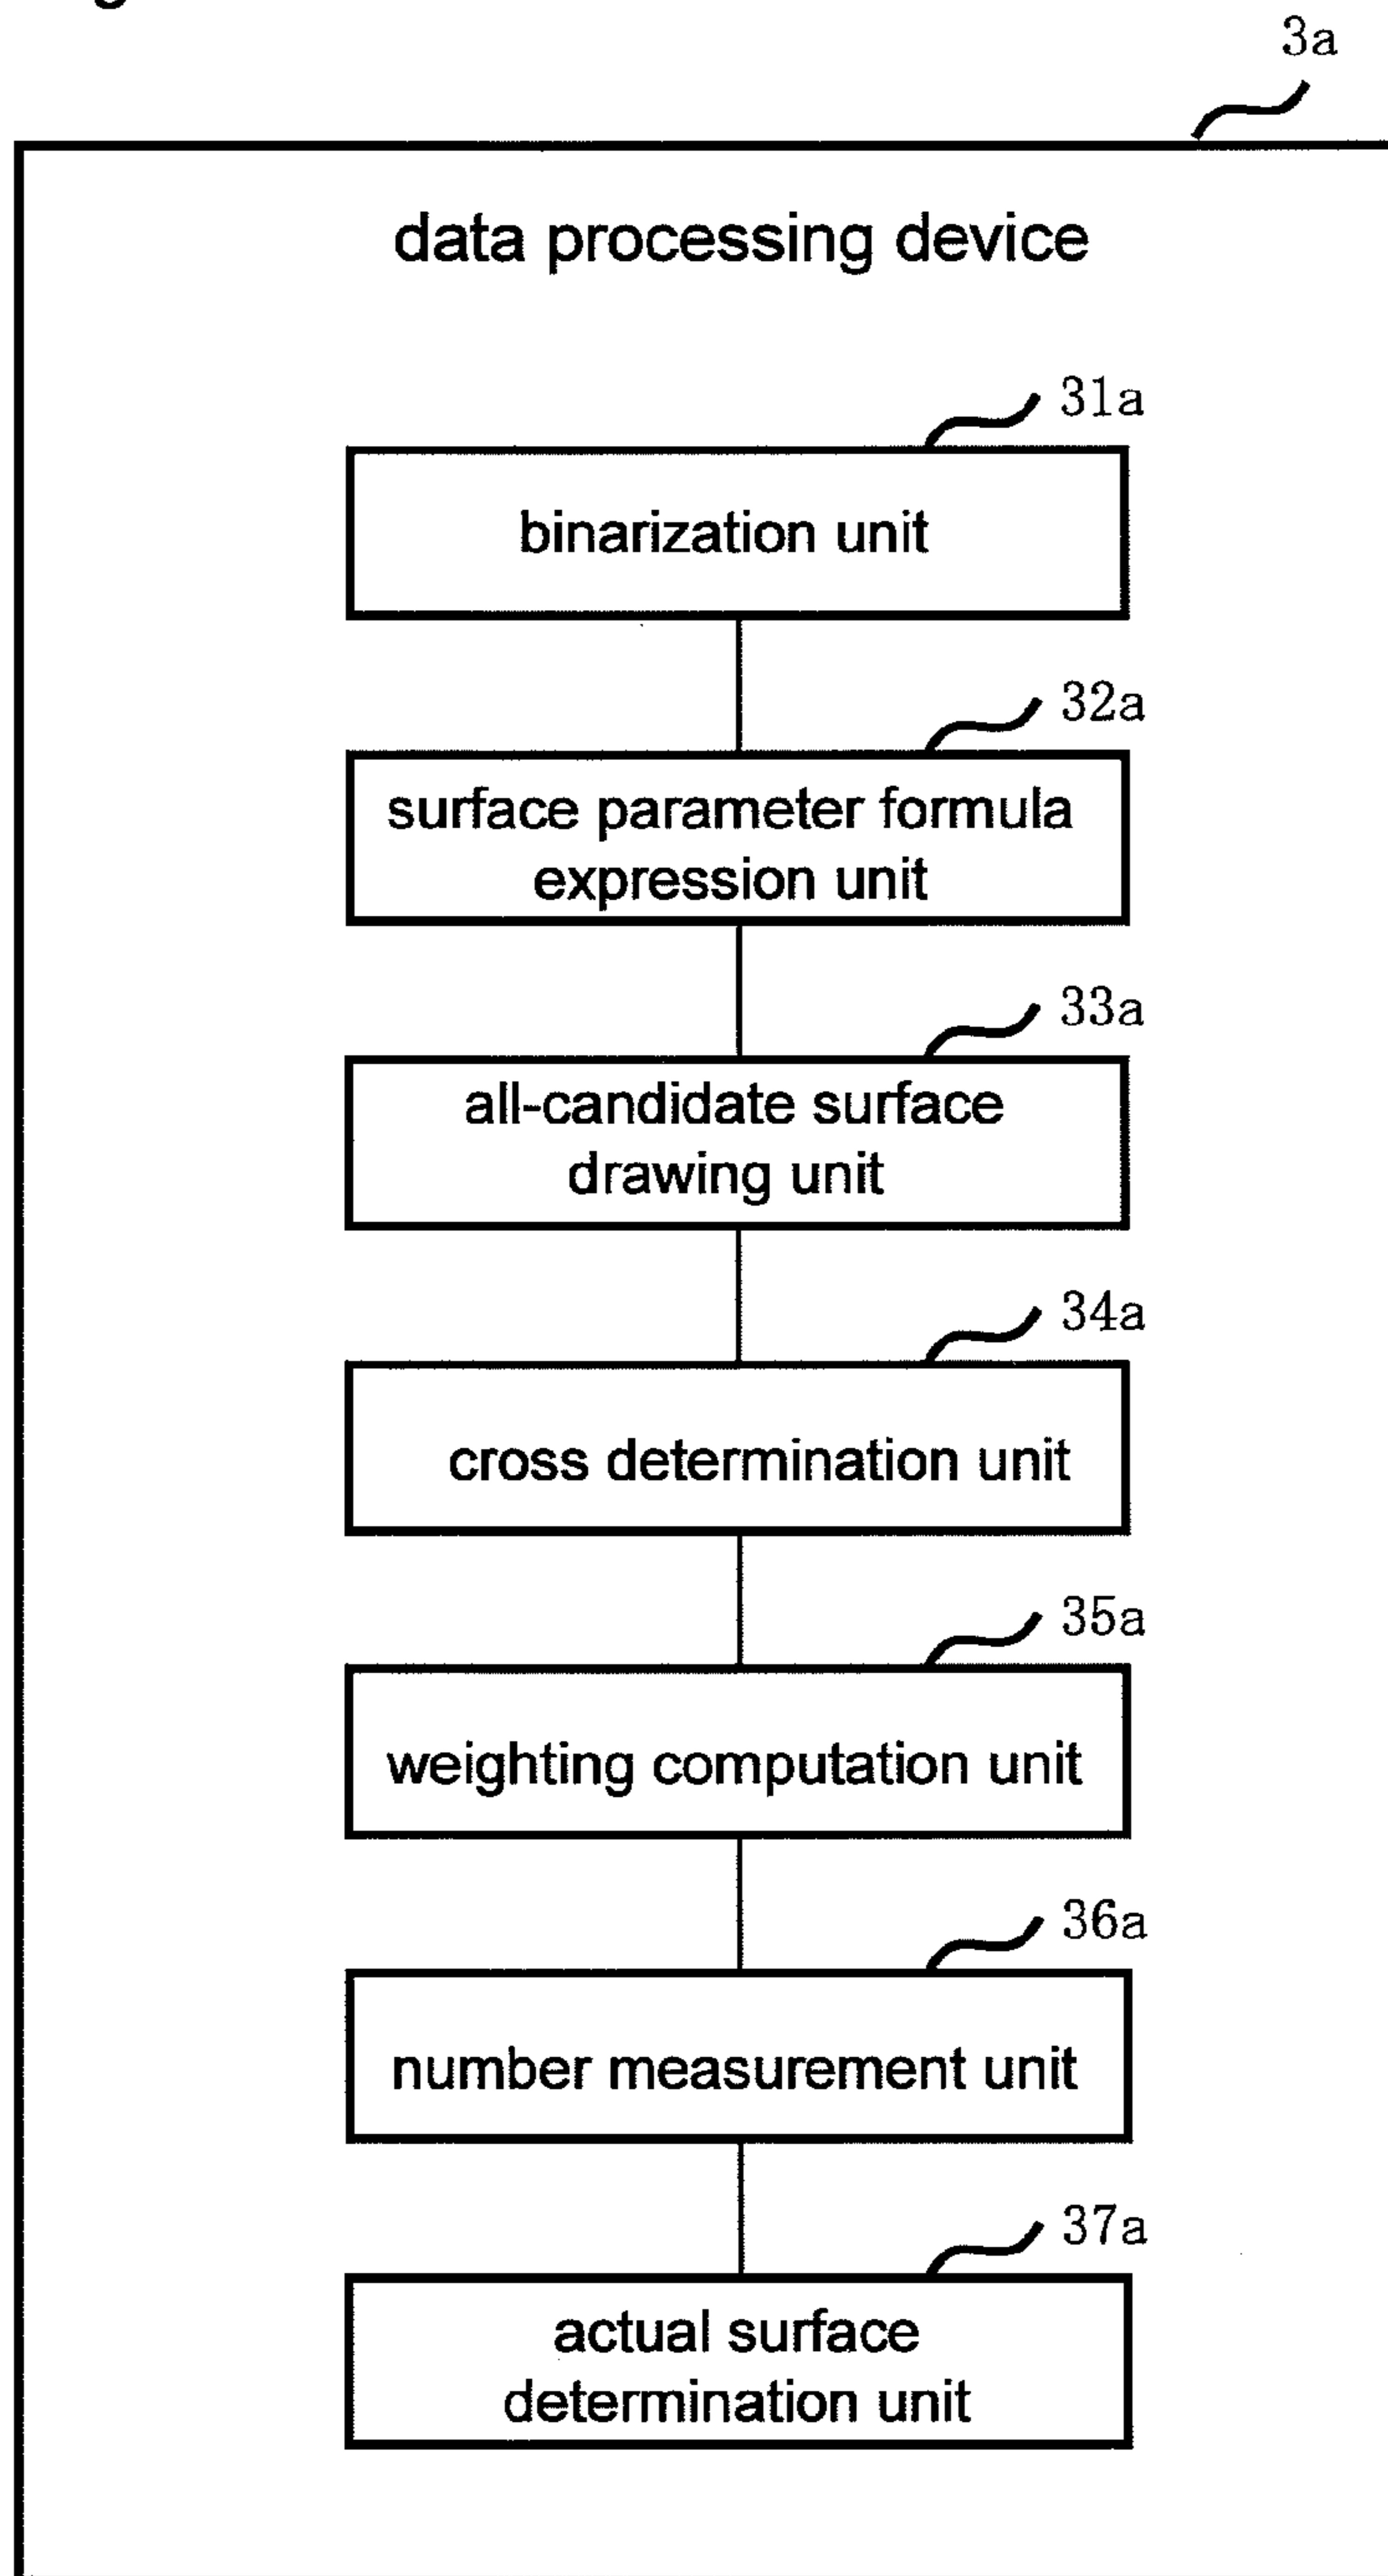 3a
data processing device
31a
binarization unit
32a
surface parameter formula
expression unit
33a
all-candidate surface
drawing unit
34a
cross determination unit
35a
weighting computation unit
36a
number measurement unit
37a
actual surface
determination unit